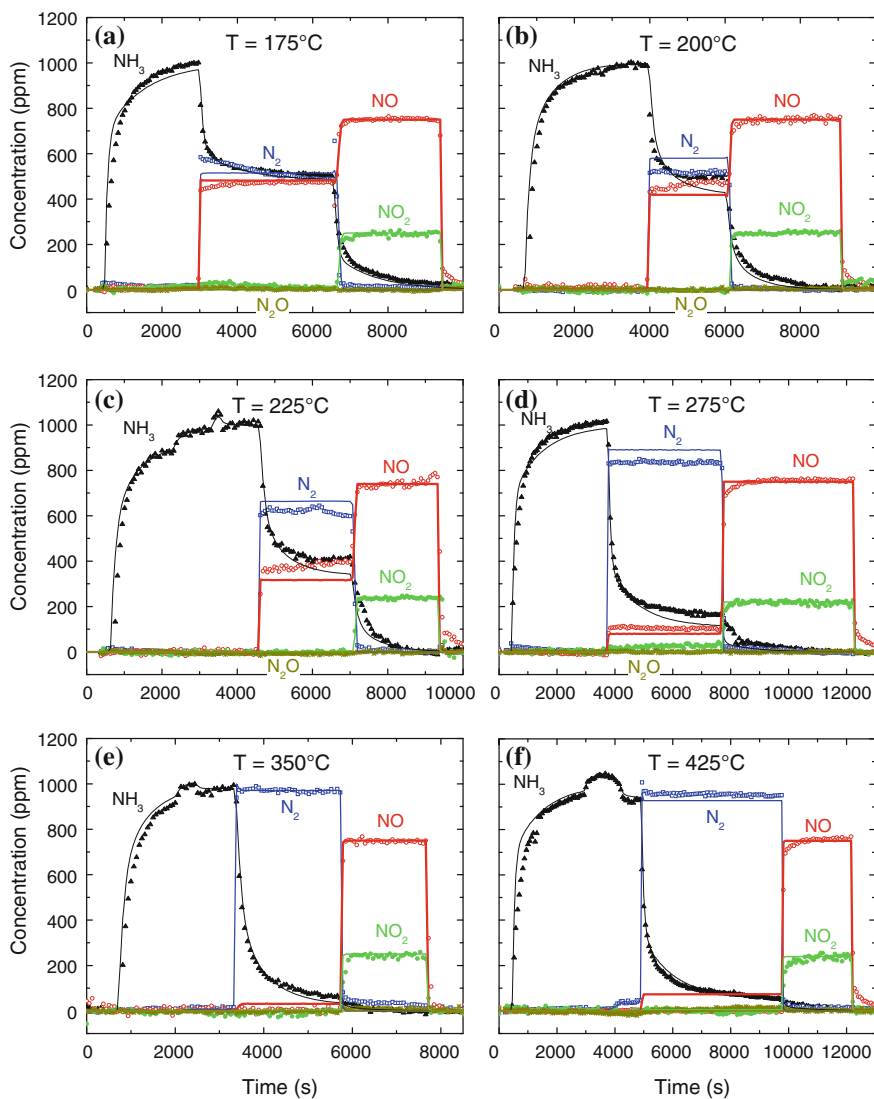 (a) T = 175°C
NH3
NO
N2
NO2
N2O
Concentration (ppm)
1200
1000
800
600
400
200
0
0 2000 4000 6000 8000
(b) T = 200°C
NH3
NO
N2
NO2
N2O
0 2000 4000 6000 8000
(c) T = 225°C
NH3
NO
N2
NO2
N2O
Concentration (ppm)
1200
1000
800
600
400
200
0
0 2000 4000 6000 8000 10000
(d) T = 275°C
NH3
N2
NO
NO2
N2O
0 2000 4000 6000 8000 10000 12000
(e) T = 350°C
NH3
N2
NO
NO2
Concentration (ppm)
1200
1000
800
600
400
200
0
0 2000 4000 6000 8000
Time (s)
(f) T = 425°C
NH3
N2
NO
NO2
0 2000 4000 6000 8000 10000 12000
Time (s)